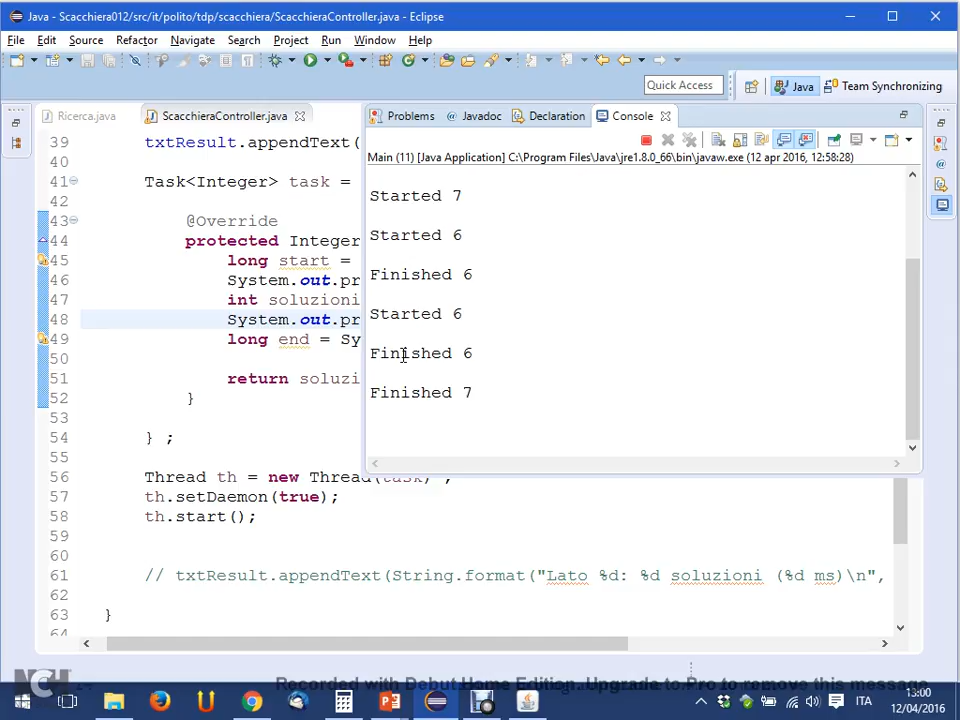 Java - Scacchiera012/src/it/polito/tdp/scacchiera/ScacchieraController.java - Eclipse
File Edit Source Refactor Navigate Search Project Run Window Help
Quick Access Java Team Synchronizing
Ricerca.java ScacchieraController.java Problems Javadoc Declaration Console
Main (11) [Java Application] C:\Program Files\Java\jre1.8.0_66\bin\javaw.exe (12 apr 2016, 12:58:28)
Started 7
Started 6
Finished 6
Started 6
Finished 6
Finished 7
39 txtResult.appendText(
40
41 Task<Integer> task =
42
43 @Override
44 protected Integer
45 long start =
46 System.out.pr
47 int soluzioni
48 System.out.pr
49 long end = Sy
50
51 return soluzi
52 }
53
54 } ;
55
56 Thread th = new Thread(task) ;
57 th.setDaemon(true);
58 th.start();
59
60
61 // txtResult.appendText(String.format("Lato %d: %d soluzioni (%d ms)\n",
62
63 }
64
NCH
Recorded with Debut Home Edition. Upgrade to Pro to remove this message
ITA
13:00
12/04/2016